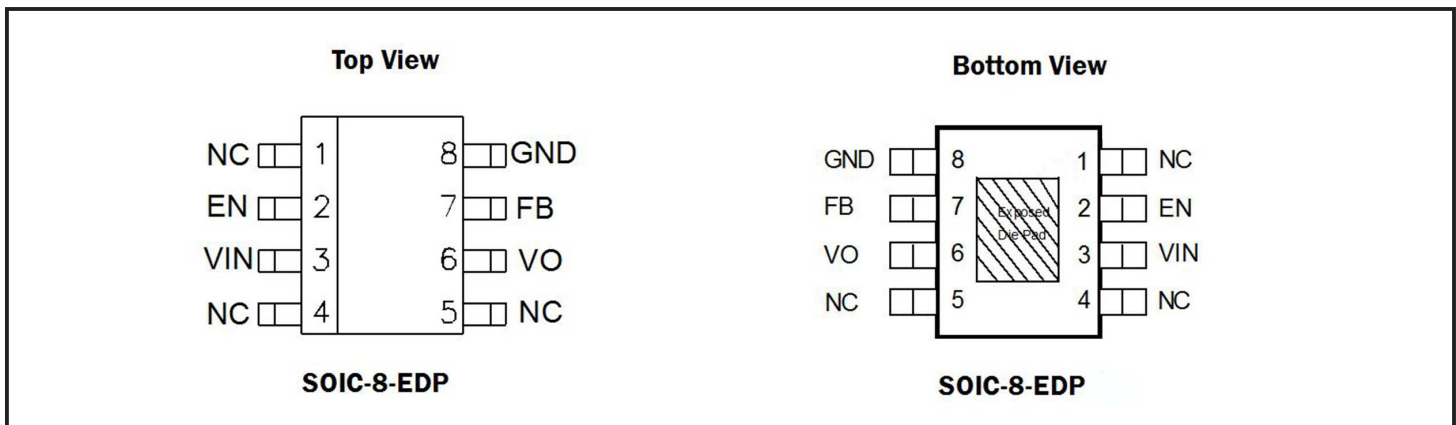 Top View
NC 1 8 GND
EN 2 7 FB
VIN 3 6 VO
NC 4 5 NC
SOIC-8-EDP
Bottom View
GND 8 1 NC
FB 7 2 EN
Exposed
Die Pad
VO 6 3 VIN
NC 5 4 NC
SOIC-8-EDP